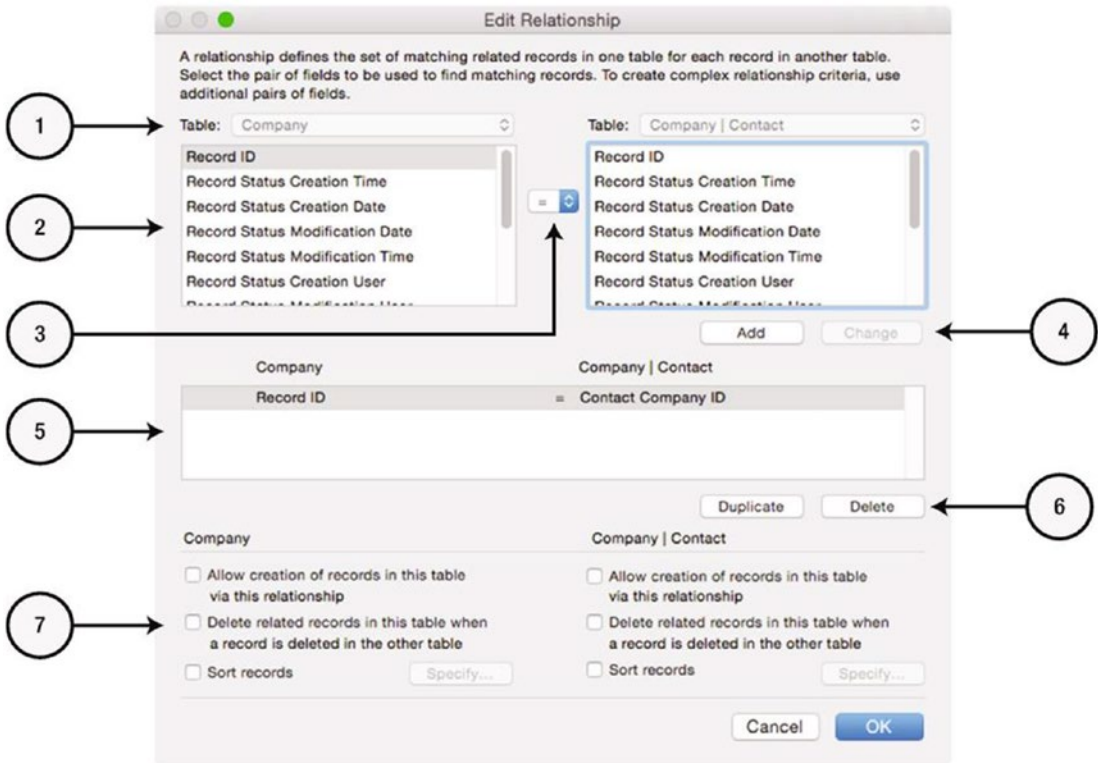 Edit Relationship
A relationship defines the set of matching related records in one table for each record in another table.
Select the pair of fields to be used to find matching records. To create complex relationship criteria, use
additional pairs of fields.
1
Table: Company
Table: Company | Contact
Record ID
Record Status Creation Time
Record Status Creation Date
Record Status Modification Date
Record Status Modification Time
Record Status Creation User
Record Status Modification User
2
=
3
Record ID
Record Status Creation Time
Record Status Creation Date
Record Status Modification Date
Record Status Modification Time
Record Status Creation User
Record Status Modification User
Add
Change
4
Company
Company | Contact
Record ID = Contact Company ID
5
Duplicate
Delete
6
Company
Allow creation of records in this table
via this relationship
Delete related records in this table when
a record is deleted in the other table
Sort records
Specify...
7
Company | Contact
Allow creation of records in this table
via this relationship
Delete related records in this table when
a record is deleted in the other table
Sort records
Specify...
Cancel
OK